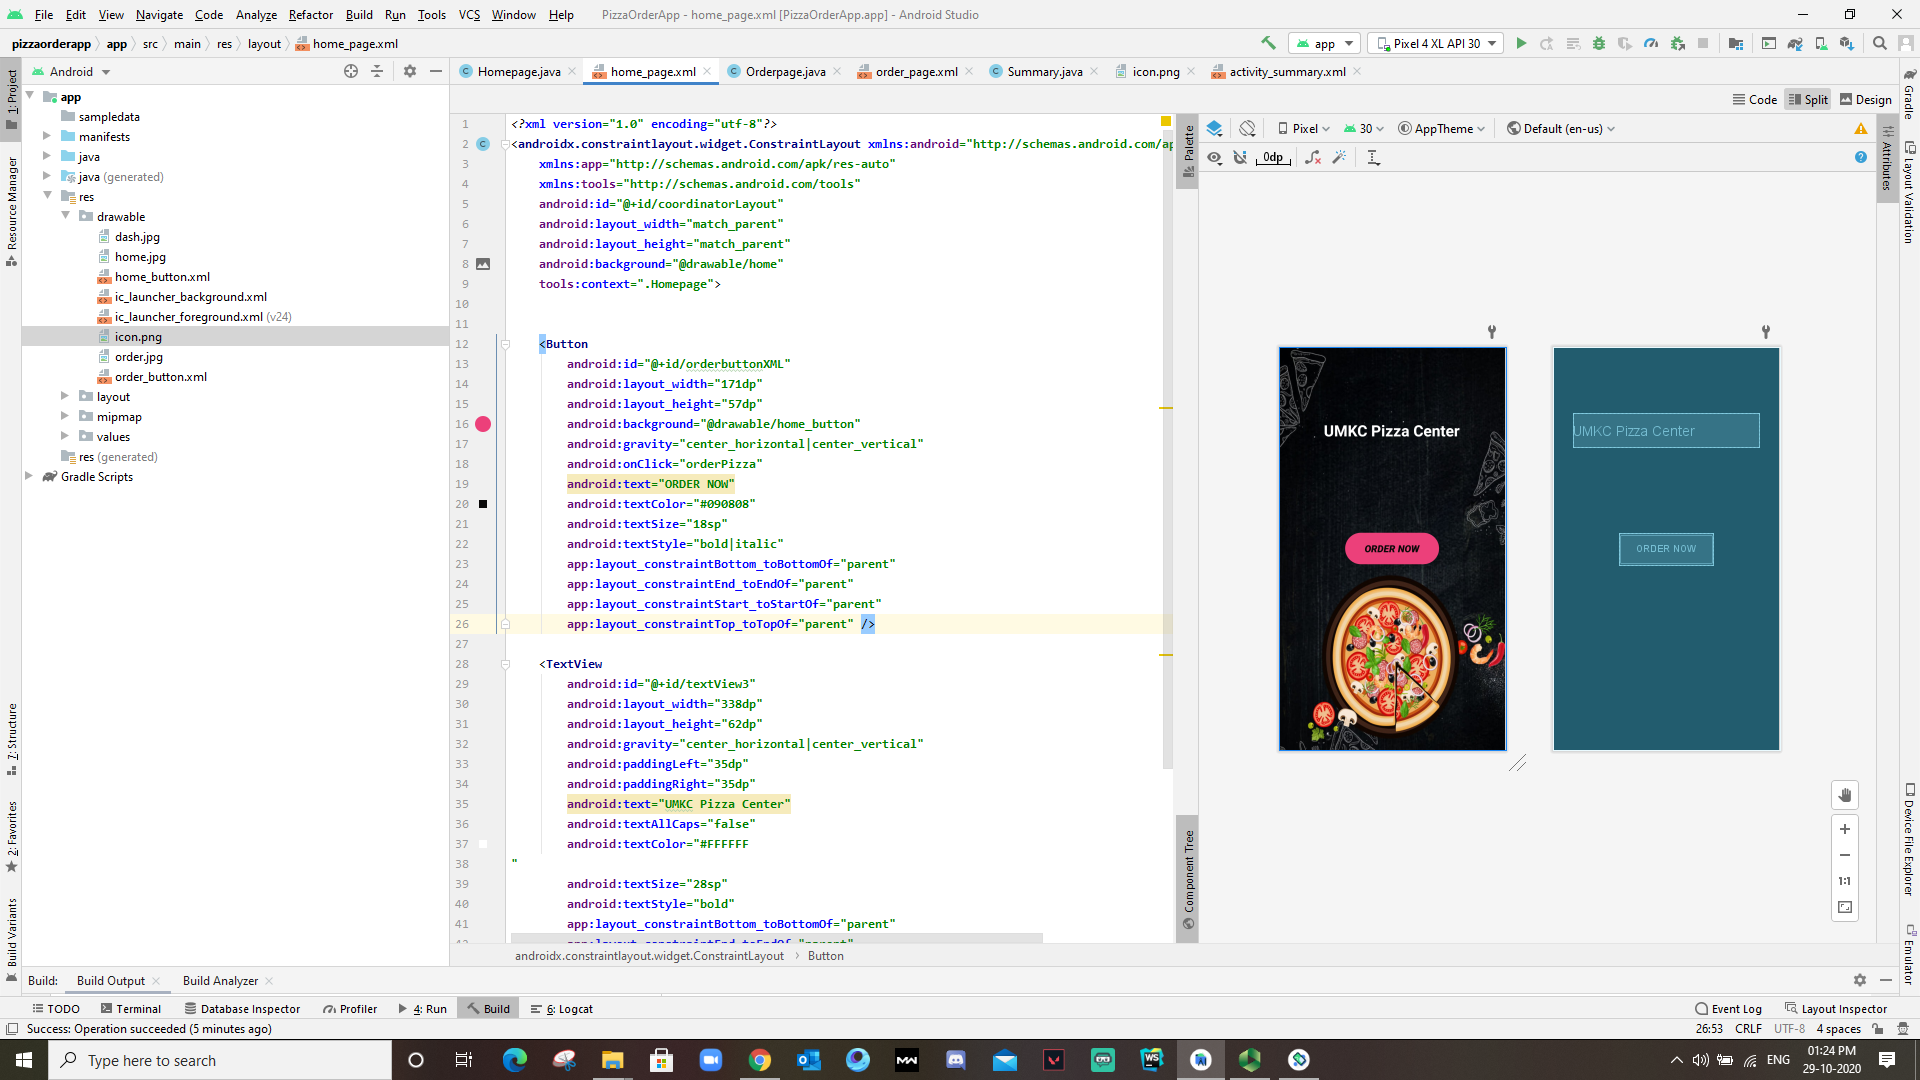 File Edit View Navigate Code Analyze Refactor Build Run Tools VCS Window Help PizzaOrderApp - home_page.xml [PizzaOrderApp.app] - Android Studio
pizzaorderapp app src main res layout home_page.xml app Pixel 4 XL API 30
Android
Homepage.java home_page.xml Orderpage.java order_page.xml Summary.java icon.png activity_summary.xml
Code Split Design
1: Project
Resource Manager
7: Structure
2: Favorites
Build Variants
app
sampledata
manifests
java
java (generated)
res
drawable
dash.jpg
home.jpg
home_button.xml
ic_launcher_background.xml
ic_launcher_foreground.xml (v24)
icon.png
order.jpg
order_button.xml
layout
mipmap
values
res (generated)
Gradle Scripts
1 <?xml version="1.0" encoding="utf-8"?>
2 <androidx.constraintlayout.widget.ConstraintLayout xmlns:android="http://schemas.android.com/ap
3 xmlns:app="http://schemas.android.com/apk/res-auto"
4 xmlns:tools="http://schemas.android.com/tools"
5 android:id="@+id/coordinatorLayout"
6 android:layout_width="match_parent"
7 android:layout_height="match_parent"
8 android:background="@drawable/home"
9 tools:context=".Homepage">
10
11
12 <Button
13 android:id="@+id/orderbuttonXML"
14 android:layout_width="171dp"
15 android:layout_height="57dp"
16 android:background="@drawable/home_button"
17 android:gravity="center_horizontal|center_vertical"
18 android:onClick="orderPizza"
19 android:text="ORDER NOW"
20 android:textColor="#090808"
21 android:textSize="18sp"
22 android:textStyle="bold|italic"
23 app:layout_constraintBottom_toBottomOf="parent"
24 app:layout_constraintEnd_toEndOf="parent"
25 app:layout_constraintStart_toStartOf="parent"
26 app:layout_constraintTop_toTopOf="parent" />
27
28 <TextView
29 android:id="@+id/textView3"
30 android:layout_width="338dp"
31 android:layout_height="62dp"
32 android:gravity="center_horizontal|center_vertical"
33 android:paddingLeft="35dp"
34 android:paddingRight="35dp"
35 android:text="UMKC Pizza Center"
36 android:textAllCaps="false"
37 android:textColor="#FFFFFF
38 "
39 android:textSize="28sp"
40 android:textStyle="bold"
41 app:layout_constraintBottom_toBottomOf="parent"
androidx.constraintlayout.widget.ConstraintLayout Button
Palette
Component Tree
Pixel 30 AppTheme Default (en-us)
0dp
UMKC Pizza Center
ORDER NOW
UMKC Pizza Center
ORDER NOW
1:1
Attributes
Gradle
Layout Validation
Device File Explorer
Emulator
Build: Build Output Build Analyzer
TODO Terminal Database Inspector Profiler 4: Run Build 6: Logcat Event Log Layout Inspector
Success: Operation succeeded (5 minutes ago) 26:53 CRLF UTF-8 4 spaces
Type here to search
WS
ENG
01:24 PM
29-10-2020